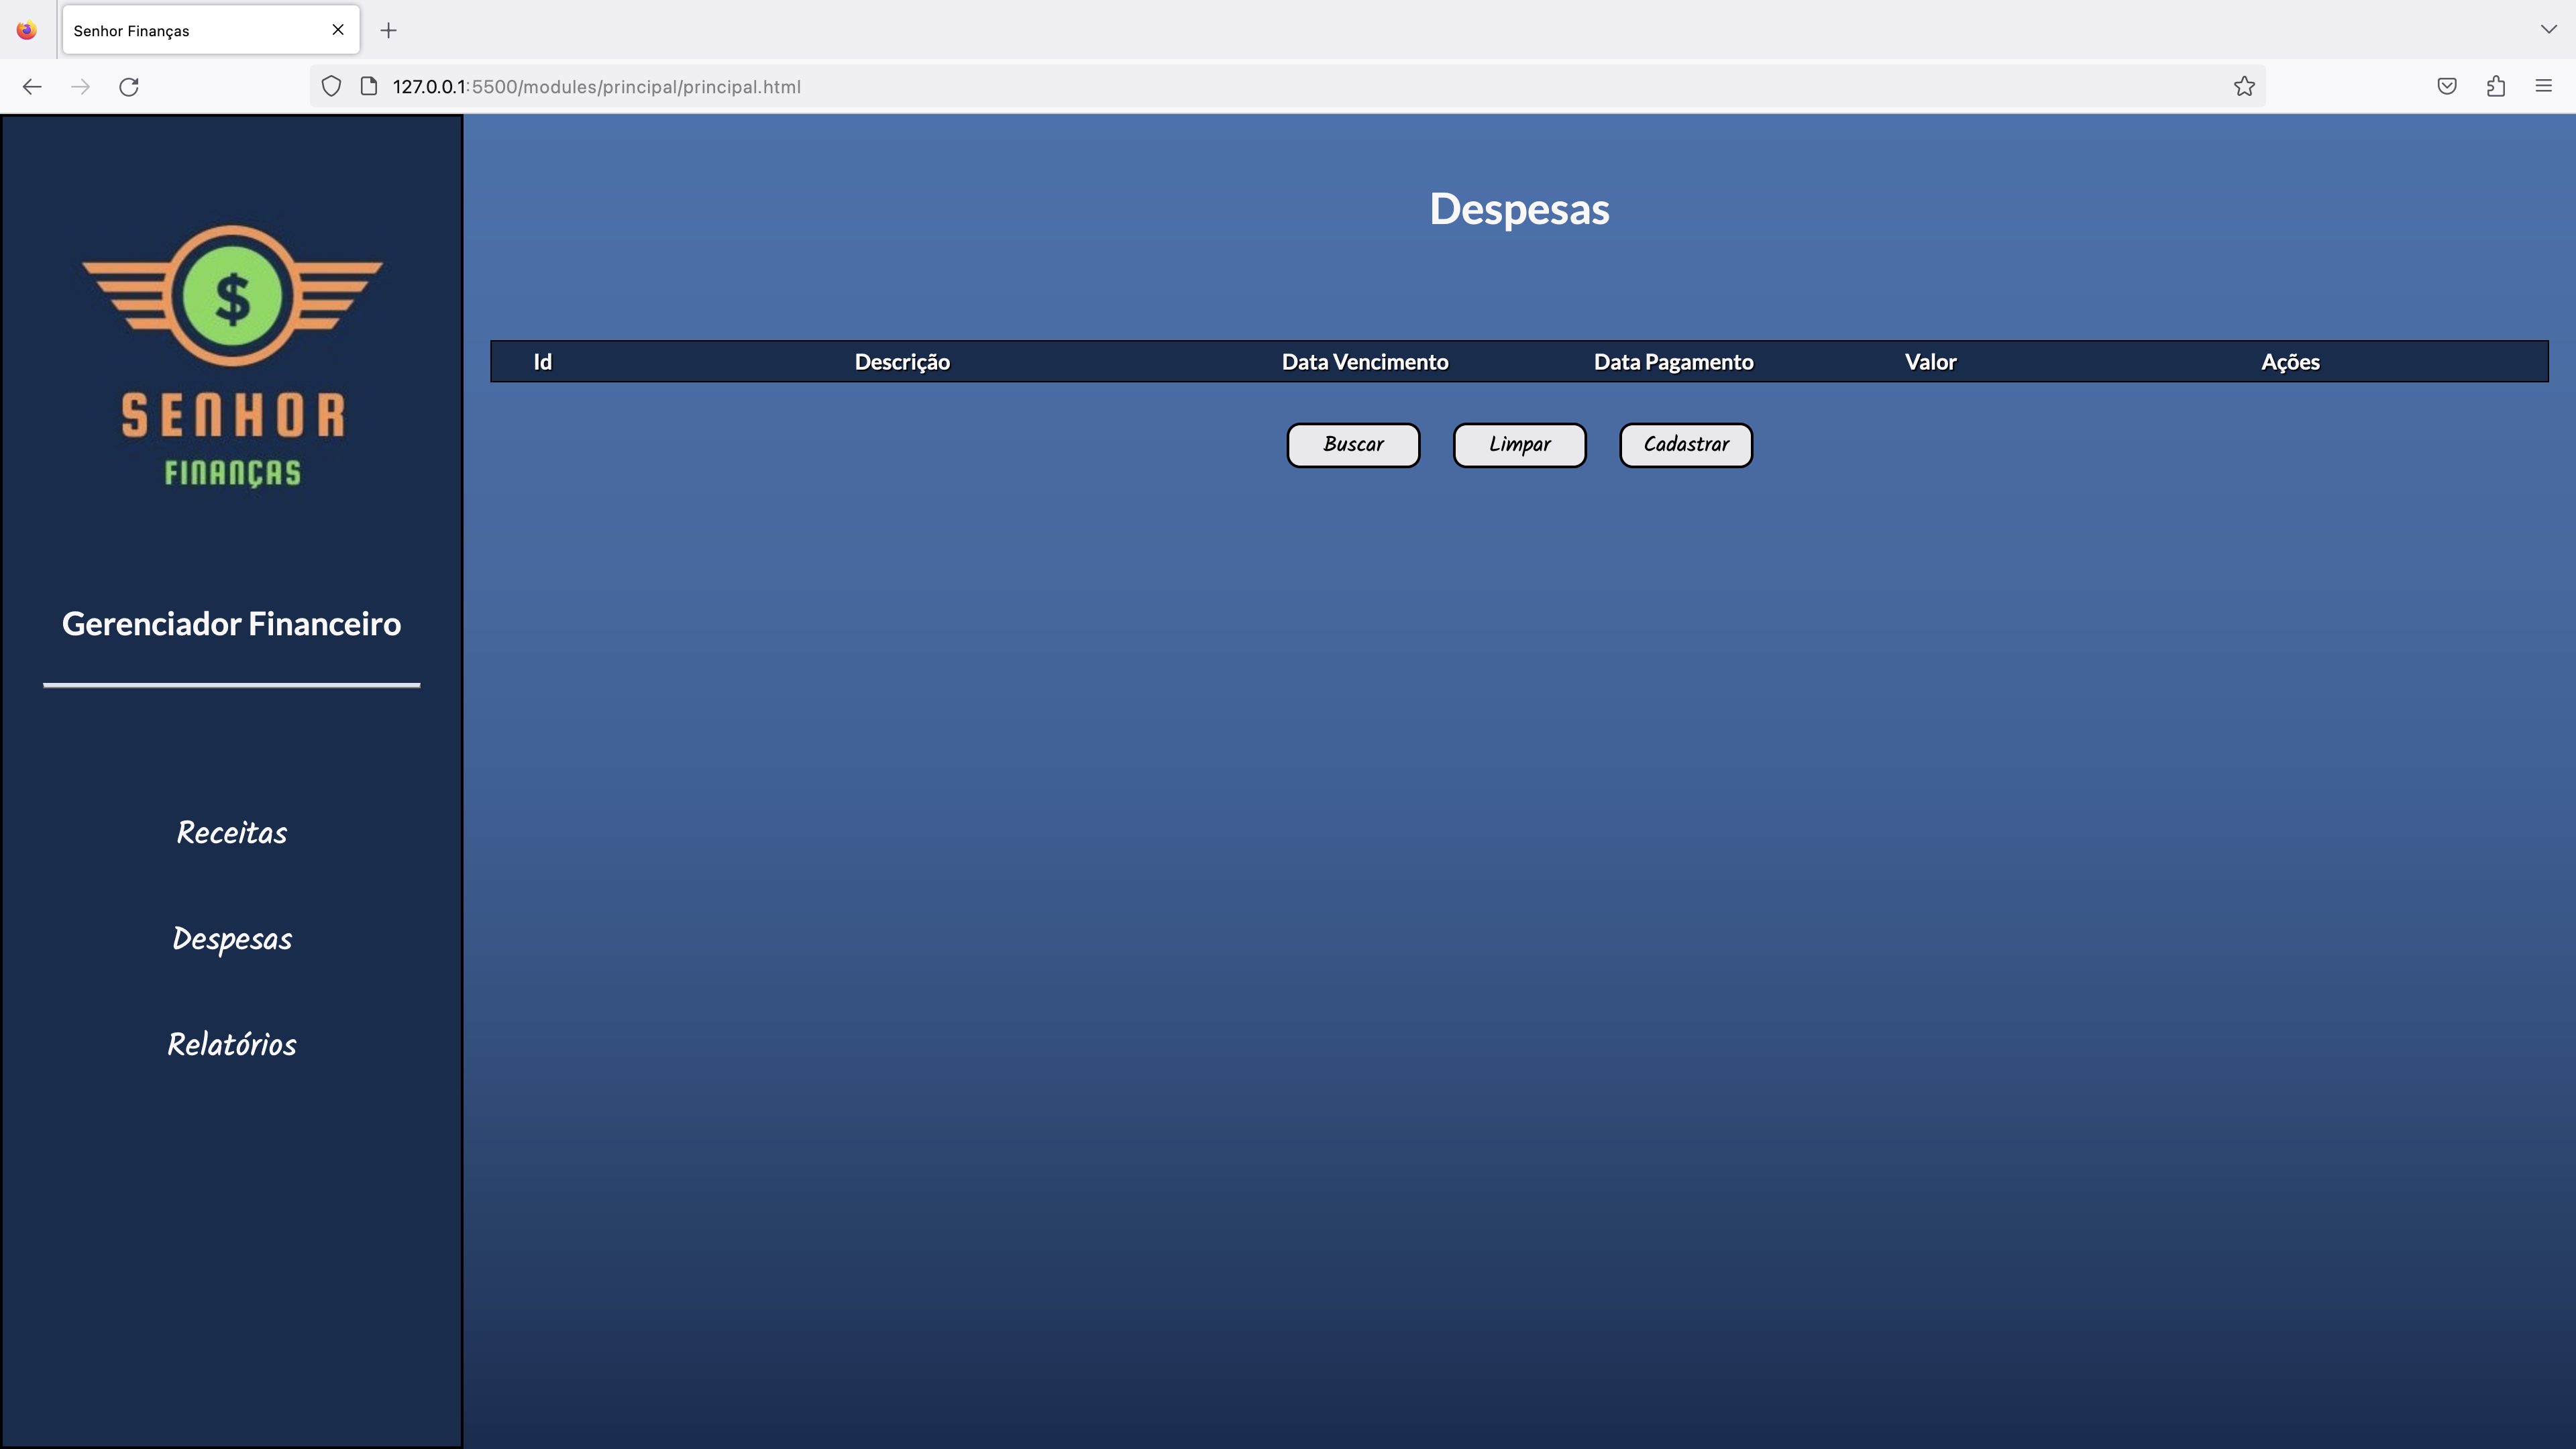 Senhor Finanças
127.0.0.1:5500/modules/principal/principal.html
$
SENHOR
FINANÇAS
Gerenciador Financeiro
Receitas
Despesas
Relatórios
Despesas
Id Descrição Data Vencimento Data Pagamento Valor Ações
Buscar Limpar Cadastrar